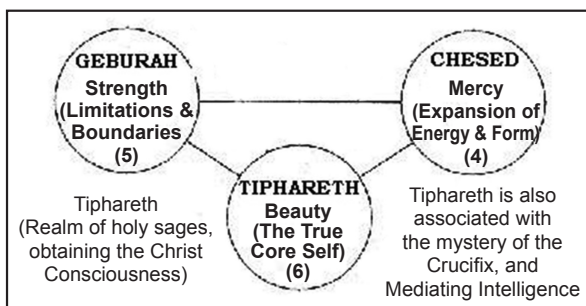 GEBURAH
Strength
(Limitations &
Boundaries
(5)
CHESED
Mercy
(Expansion of
Energy & Form)
(4)
TIPHARETH
Beauty
(The True
Core Self)
(6)
Tiphareth
(Realm of holy sages,
obtaining the Christ
Consciousness)
Tiphareth is also
associated with
the mystery of the
Crucifix, and
Mediating Intelligence